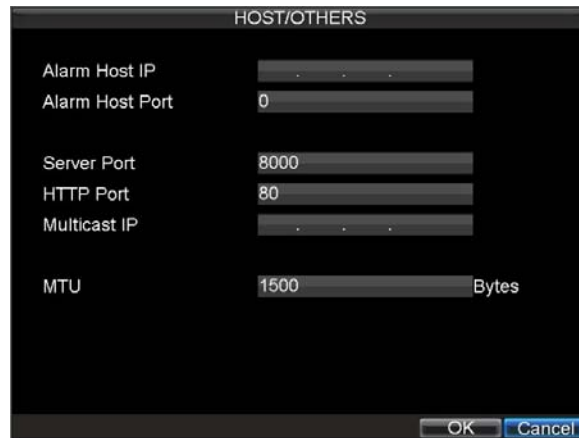 HOST/OTHERS
Alarm Host IP . . .
Alarm Host Port 0
Server Port 8000
HTTP Port 80
Multicast IP . . .
MTU 1500 Bytes
OK Cancel